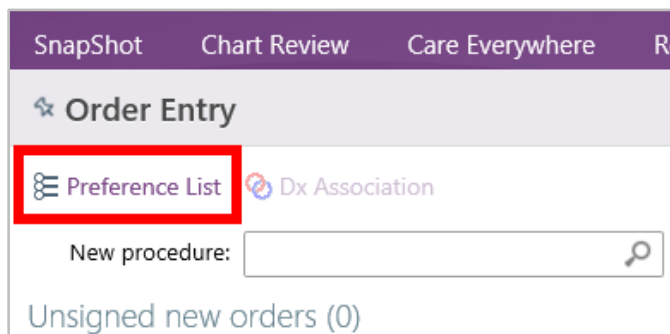 SnapShot Chart Review Care Everywhere R
Order Entry
Preference List Dx Association
New procedure:
Unsigned new orders (0)